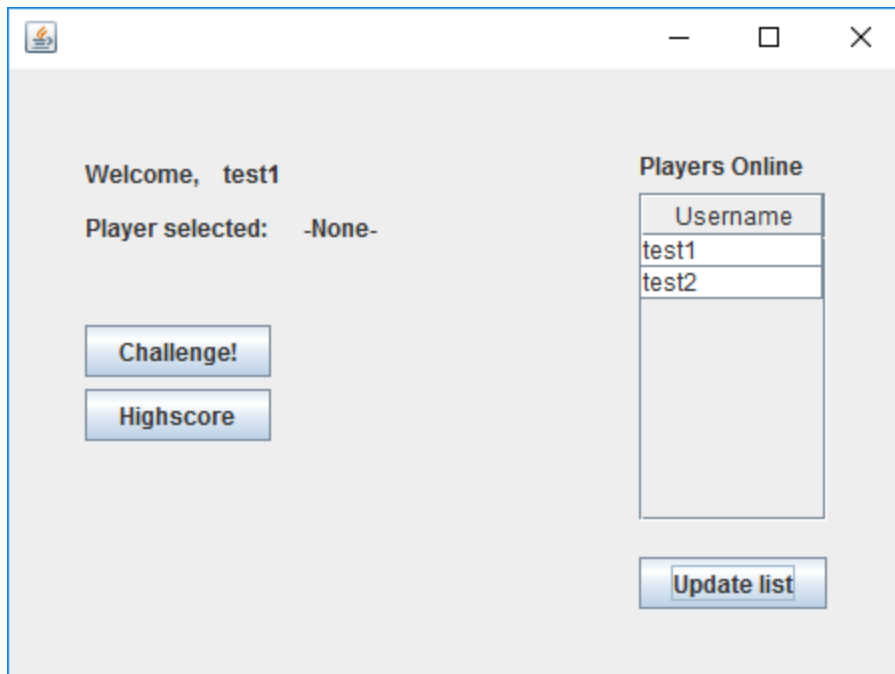 Welcome, test1
Player selected: -None-
Challenge!
Highscore
Players Online
Username
test1
test2
Update list